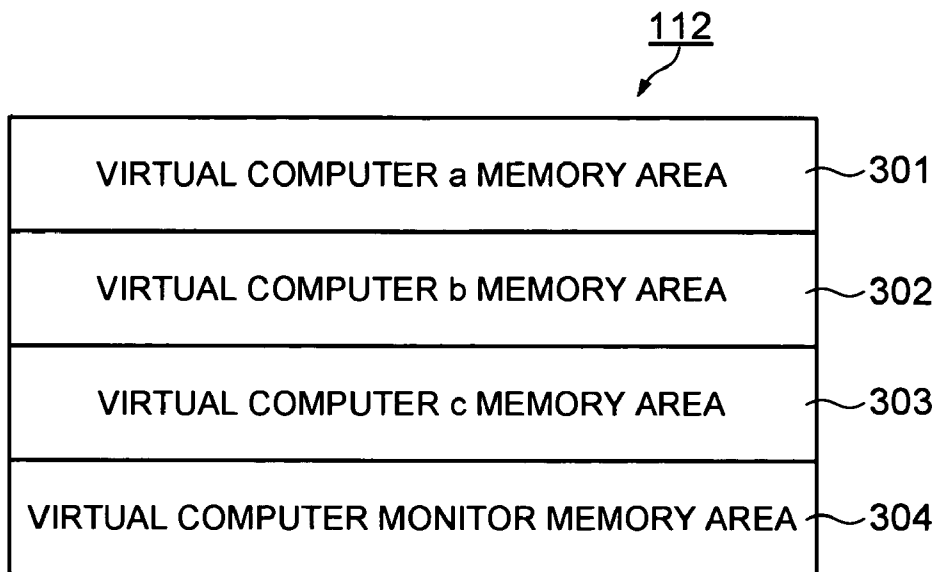 112
VIRTUAL COMPUTER a MEMORY AREA 301
VIRTUAL COMPUTER b MEMORY AREA 302
VIRTUAL COMPUTER c MEMORY AREA 303
VIRTUAL COMPUTER MONITOR MEMORY AREA 304